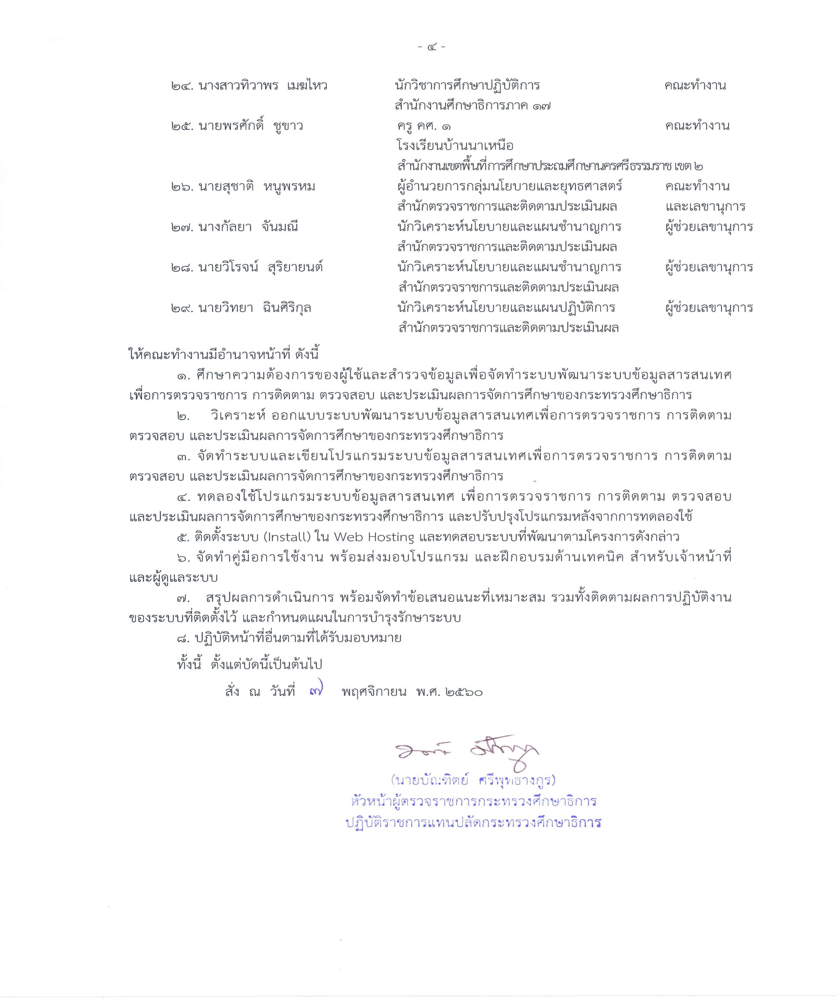 - ๔ -
๒๔. นางสาวทิวาพร เมฆไหว นักวิชาการศึกษาปฏิบัติการ คณะทำงาน
สำนักงานศึกษาธิการภาค ๑๗
๒๕. นายพรศักดิ์ ชูขาว ครู คศ. ๑ คณะทำงาน
โรงเรียนบ้านนาเหนือ
สำนักงานเขตพื้นที่การศึกษาประถมศึกษานครศรีธรรมราช เขต ๒
๒๖. นายสุชาติ หนูพรหม ผู้อำนวยการกลุ่มนโยบายและยุทธศาสตร์ คณะทำงาน
สำนักตรวจราชการและติดตามประเมินผล และเลขานุการ
๒๗. นางกัลยา จันมณี นักวิเคราะห์นโยบายและแผนชำนาญการ ผู้ช่วยเลขานุการ
สำนักตรวจราชการและติดตามประเมินผล
๒๘. นายวิโรจน์ สุริยายนต์ นักวิเคราะห์นโยบายและแผนชำนาญการ ผู้ช่วยเลขานุการ
สำนักตรวจราชการและติดตามประเมินผล
๒๙. นายวิทยา ฉินศิริกุล นักวิเคราะห์นโยบายและแผนปฏิบัติการ ผู้ช่วยเลขานุการ
สำนักตรวจราชการและติดตามประเมินผล
ให้คณะทำงานมีอำนาจหน้าที่ ดังนี้
๑. ศึกษาความต้องการของผู้ใช้และสำรวจข้อมูลเพื่อจัดทำระบบพัฒนาระบบข้อมูลสารสนเทศ
เพื่อการตรวจราชการ การติดตาม ตรวจสอบ และประเมินผลการจัดการศึกษาของกระทรวงศึกษาธิการ
๒. วิเคราะห์ ออกแบบระบบพัฒนาระบบข้อมูลสารสนเทศเพื่อการตรวจราชการ การติดตาม
ตรวจสอบ และประเมินผลการจัดการศึกษาของกระทรวงศึกษาธิการ
๓. จัดทำระบบและเขียนโปรแกรมระบบข้อมูลสารสนเทศเพื่อการตรวจราชการ การติดตาม
ตรวจสอบ และประเมินผลการจัดการศึกษาของกระทรวงศึกษาธิการ
๔. ทดลองใช้โปรแกรมระบบข้อมูลสารสนเทศ เพื่อการตรวจราชการ การติดตาม ตรวจสอบ
และประเมินผลการจัดการศึกษาของกระทรวงศึกษาธิการ และปรับปรุงโปรแกรมหลังจากการทดลองใช้
๕. ติดตั้งระบบ (Install) ใน Web Hosting และทดสอบระบบที่พัฒนาตามโครงการดังกล่าว
๖. จัดทำคู่มือการใช้งาน พร้อมส่งมอบโปรแกรม และฝึกอบรมด้านเทคนิค สำหรับเจ้าหน้าที่
และผู้ดูแลระบบ
๗. สรุปผลการดำเนินการ พร้อมจัดทำข้อเสนอแนะที่เหมาะสม รวมทั้งติดตามผลการปฏิบัติงาน
ของระบบที่ติดตั้งไว้ และกำหนดแผนในการบำรุงรักษาระบบ
๘. ปฏิบัติหน้าที่อื่นตามที่ได้รับมอบหมาย
ทั้งนี้ ตั้งแต่บัดนี้เป็นต้นไป
สั่ง ณ วันที่ ๗ พฤศจิกายน พ.ศ. ๒๕๖๐
(นายบัณฑิตย์ ศรีพุทธางกูร)
หัวหน้าผู้ตรวจราชการกระทรวงศึกษาธิการ
ปฏิบัติราชการแทนปลัดกระทรวงศึกษาธิการ